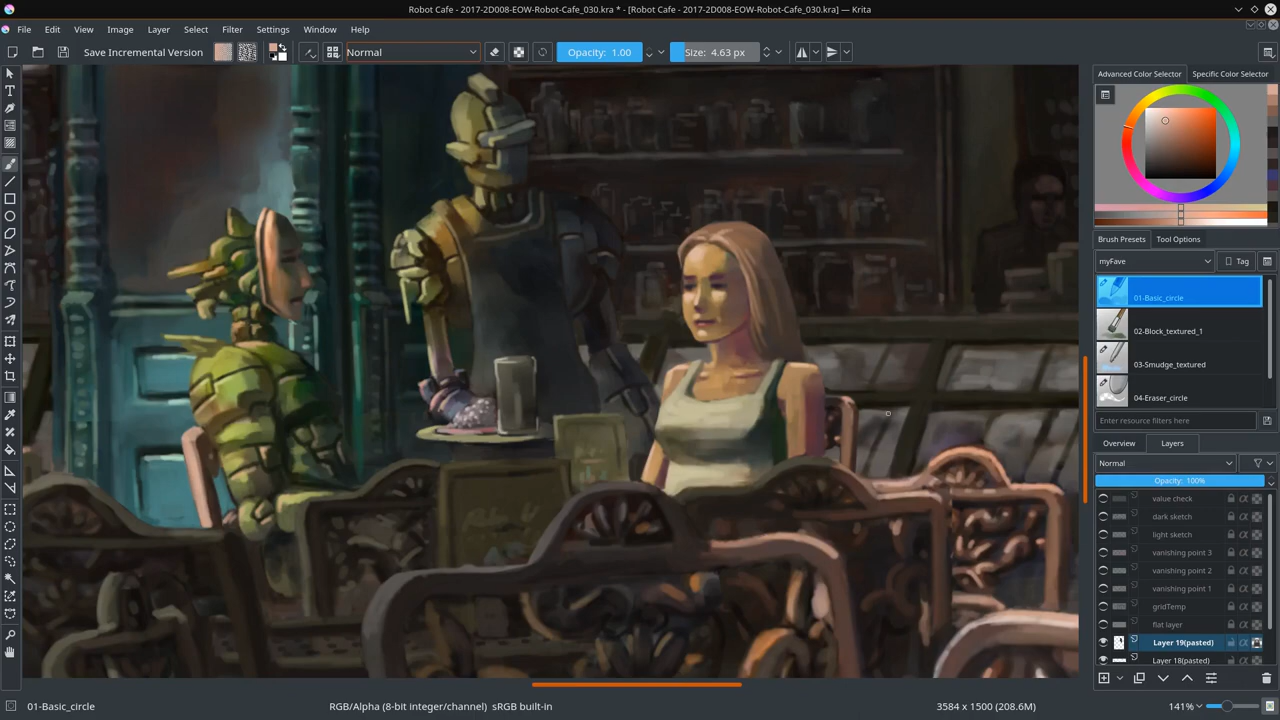 Robot Cafe - 2017-2D008-EOW-Robot-Cafe_030.kra * - [Robot Cafe - 2017-2D008-EOW-Robot-Cafe_030.kra] — Krita
File Edit View Image Layer Select Filter Settings Window Help
Save Incremental Version Normal Opacity: 1.00 Size: 4.63 px
Advanced Color Selector Specific Color Selector
Brush Presets Tool Options
myFave Tag
01-Basic_circle
02-Block_textured_1
03-Smudge_textured
04-Eraser_circle
Enter resource filters here
Overview Layers
Normal
Opacity: 100%
value check
dark sketch
light sketch
vanishing point 3
vanishing point 2
vanishing point 1
gridTemp
flat layer
Layer 19(pasted)
Layer 18(pasted)
01-Basic_circle RGB/Alpha (8-bit integer/channel) sRGB built-in 3584 x 1500 (208.6M) 141%